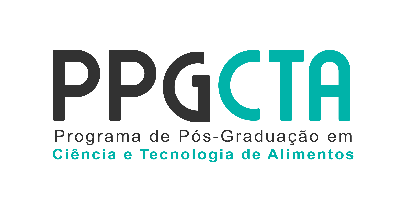 PPGCTA
Programa de Pós-Graduação em
Ciência e Tecnologia de Alimentos